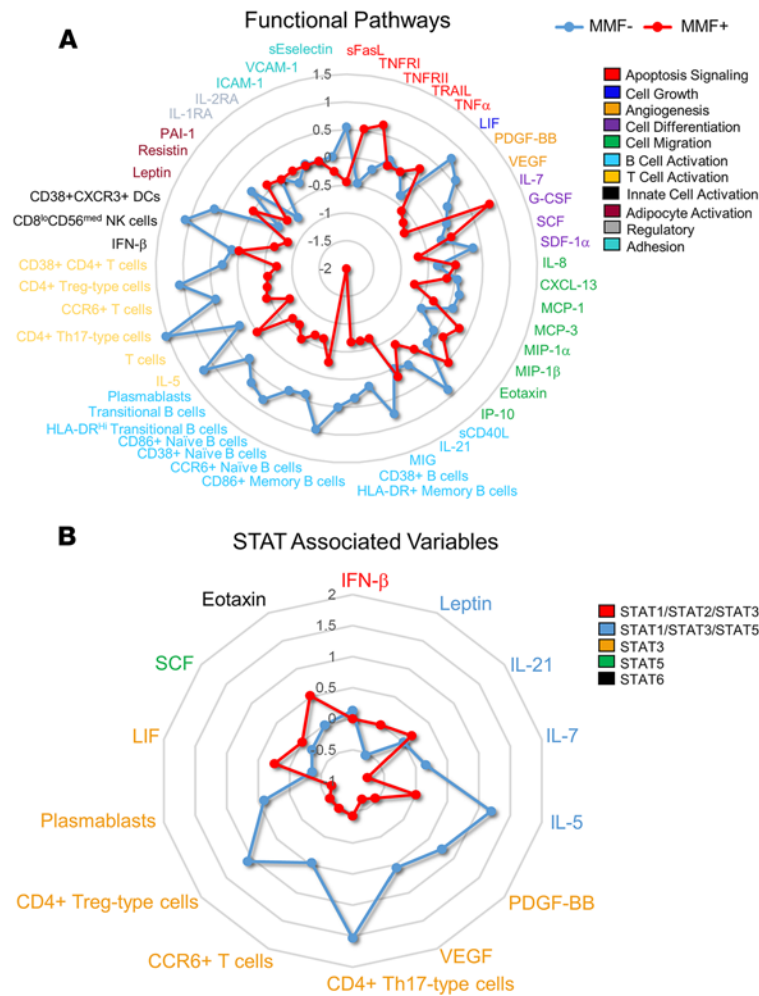 Functional Pathways
A
MMF- MMF+
sEselectin
sFasL
VCAM-1
TNFRI
ICAM-1
TNFRII
IL-2RA
TRAIL
IL-1RA
TNFα
PAI-1
LIF
Resistin
PDGF-BB
Leptin
VEGF
CD38+CXCR3+ DCs
IL-7
CD8loCD56med NK cells
G-CSF
IFN-β
SCF
CD38+ CD4+ T cells
SDF-1α
CD4+ Treg-type cells
IL-8
CCR6+ T cells
CXCL-13
CD4+ Th17-type cells
MCP-1
T cells
MCP-3
IL-5
MIP-1α
Plasmablasts
MIP-1β
Transitional B cells
Eotaxin
HLA-DRHi Transitional B cells
IP-10
CD86+ Naïve B cells
sCD40L
CD38+ Naïve B cells
IL-21
CCR6+ Naïve B cells
MIG
CD86+ Memory B cells
CD38+ B cells
HLA-DR+ Memory B cells
1.5
1
0.5
0
-0.5
-1
-1.5
-2
Apoptosis Signaling
Cell Growth
Angiogenesis
Cell Differentiation
Cell Migration
B Cell Activation
T Cell Activation
Innate Cell Activation
Adipocyte Activation
Regulatory
Adhesion
B
STAT Associated Variables
IFN-β
Leptin
IL-21
IL-7
IL-5
PDGF-BB
VEGF
CD4+ Th17-type cells
CCR6+ T cells
CD4+ Treg-type cells
Plasmablasts
LIF
SCF
Eotaxin
2
1.5
1
0.5
0
-0.5
1
STAT1/STAT2/STAT3
STAT1/STAT3/STAT5
STAT3
STAT5
STAT6